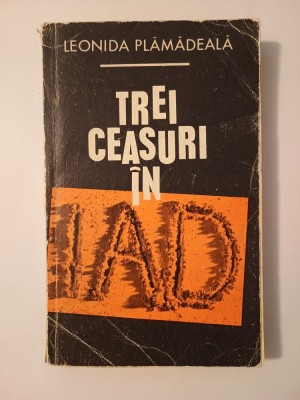 LEONIDA PLĂMĂDEALĂ
TREI
CEASURI
ÎN
IAD